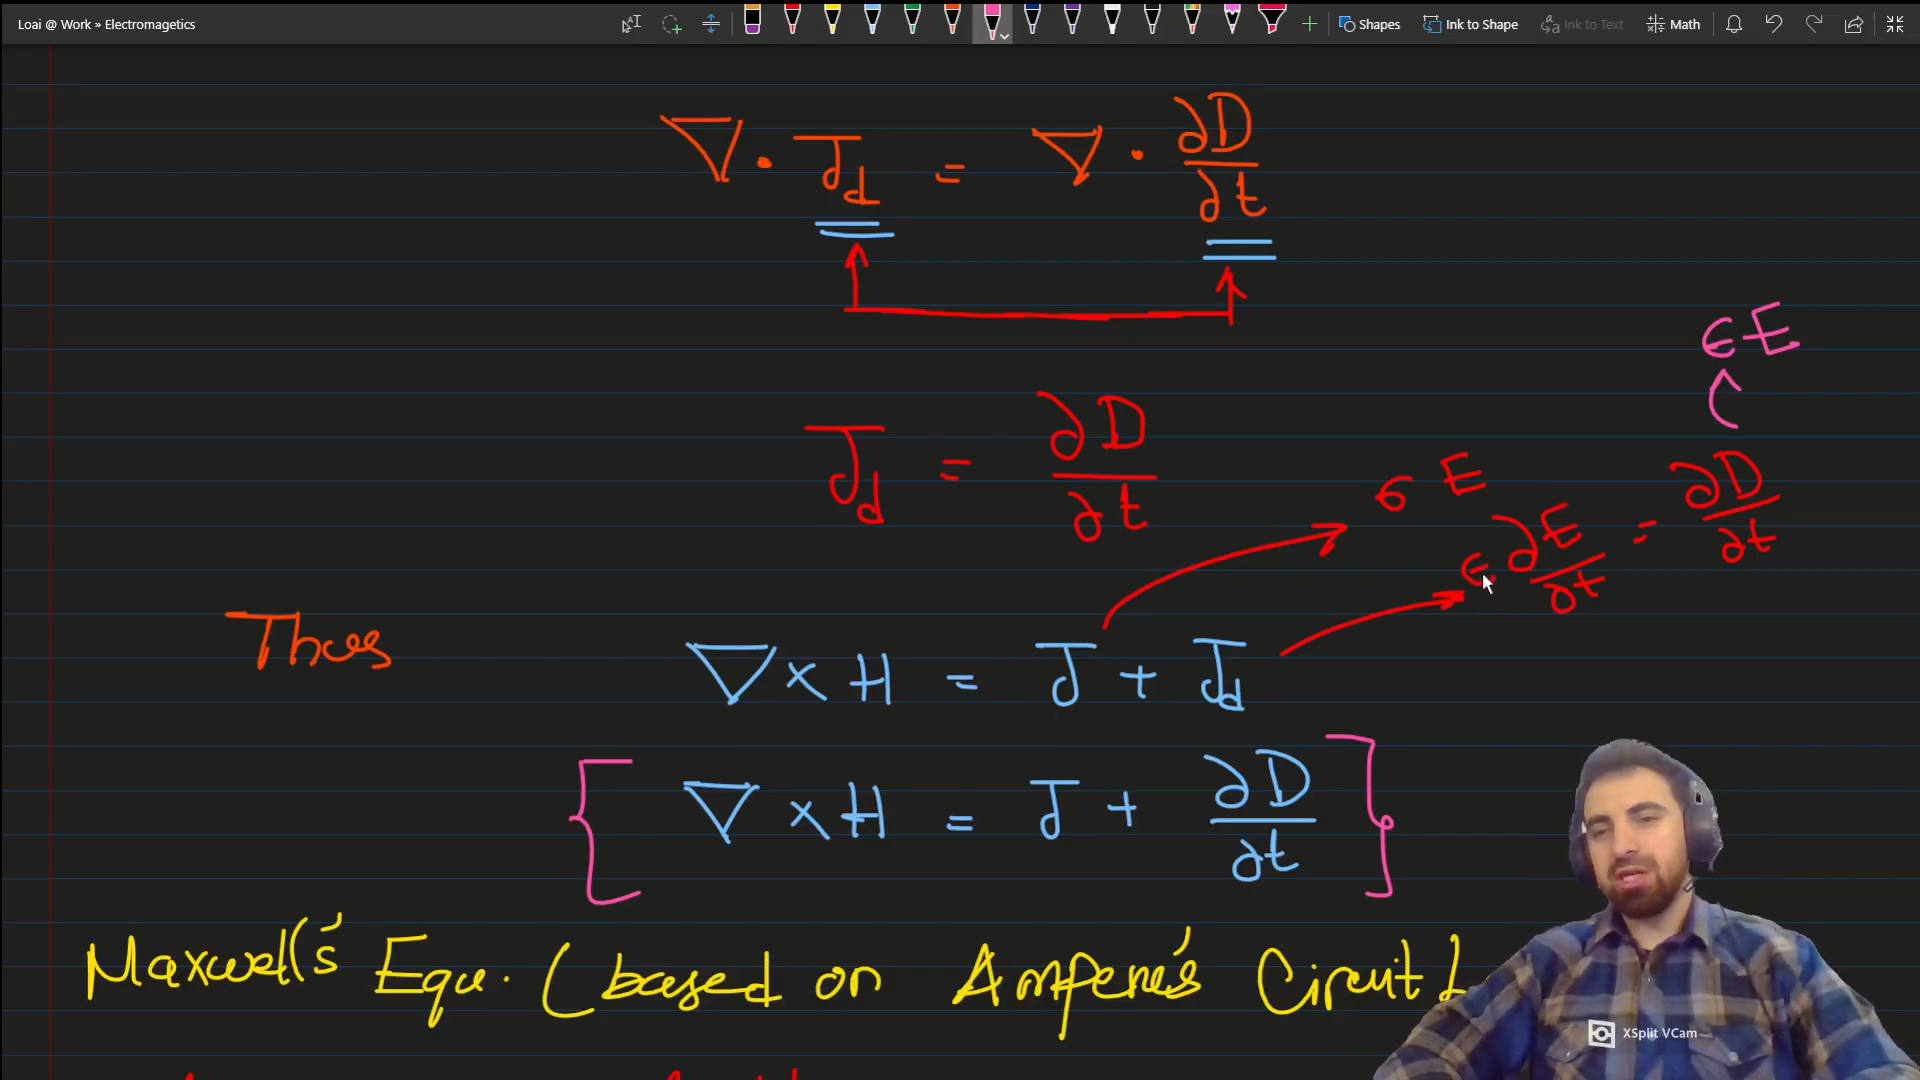 Loai @ Work » Electromagetics
Shapes
Ink to Shape
Ink to Text
Math
∇ · J_d = ∇ · ∂D/∂t
ϵE
J_d = ∂D/∂t
σ E
ϵ ∂E/∂t = ∂D/∂t
Thus
∇ × H = J + J_d
[ ∇ × H = J + ∂D/∂t ]
Maxwell's Equ. (based on Ampere's Circuit L
XSplit VCam